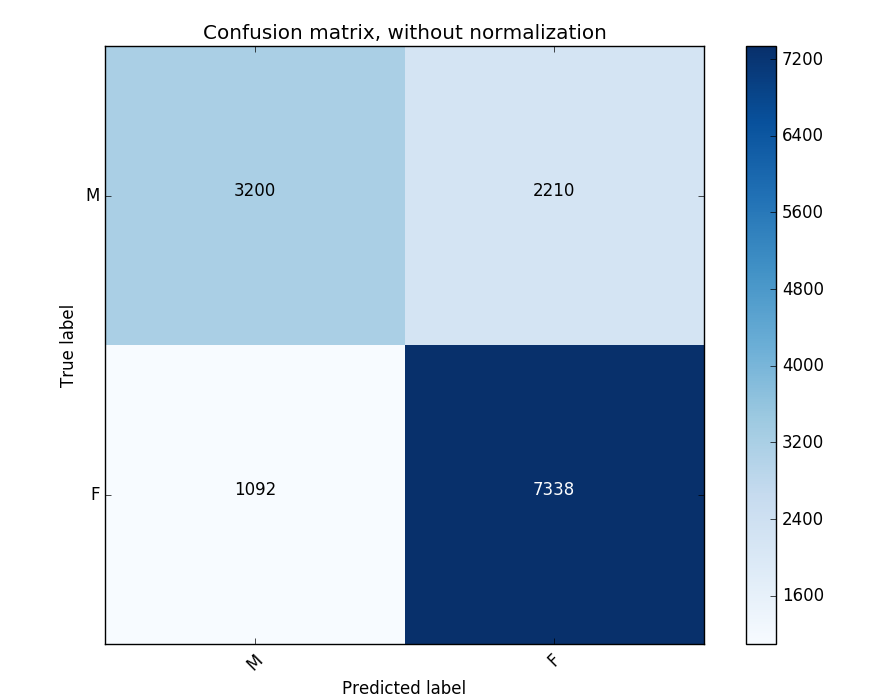 Confusion matrix, without normalization
7200
6400
5600
4800
4000
3200
2400
1600
M
3200
2210
F
1092
7338
True label
M
F
Predicted label